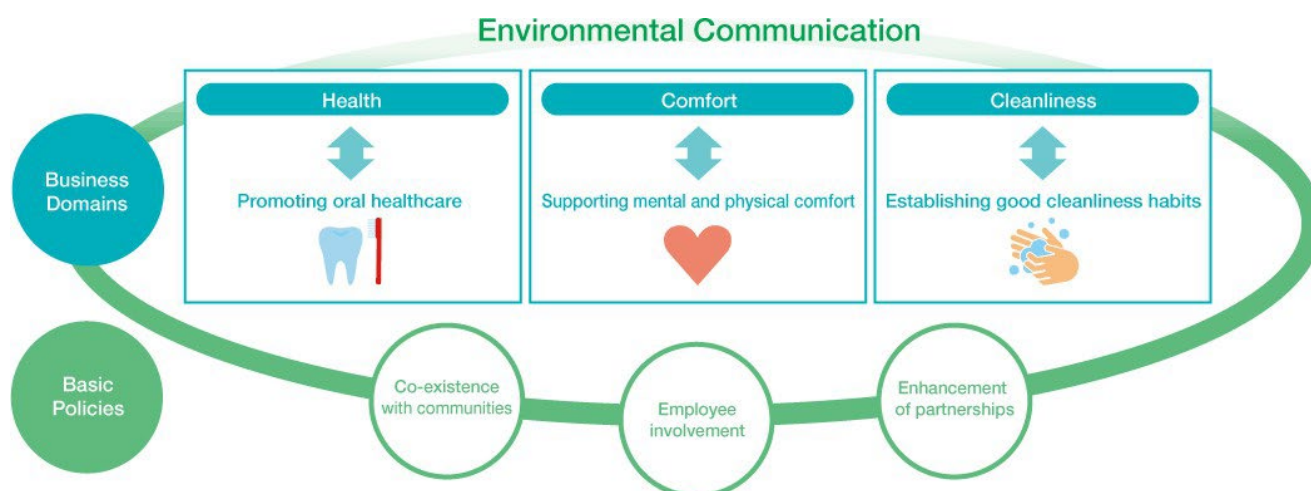 Environmental Communication
Business
Domains
Health
Promoting oral healthcare
Comfort
Supporting mental and physical comfort
Cleanliness
Establishing good cleanliness habits
Basic
Policies
Co-existence
with communities
Employee
involvement
Enhancement
of partnerships